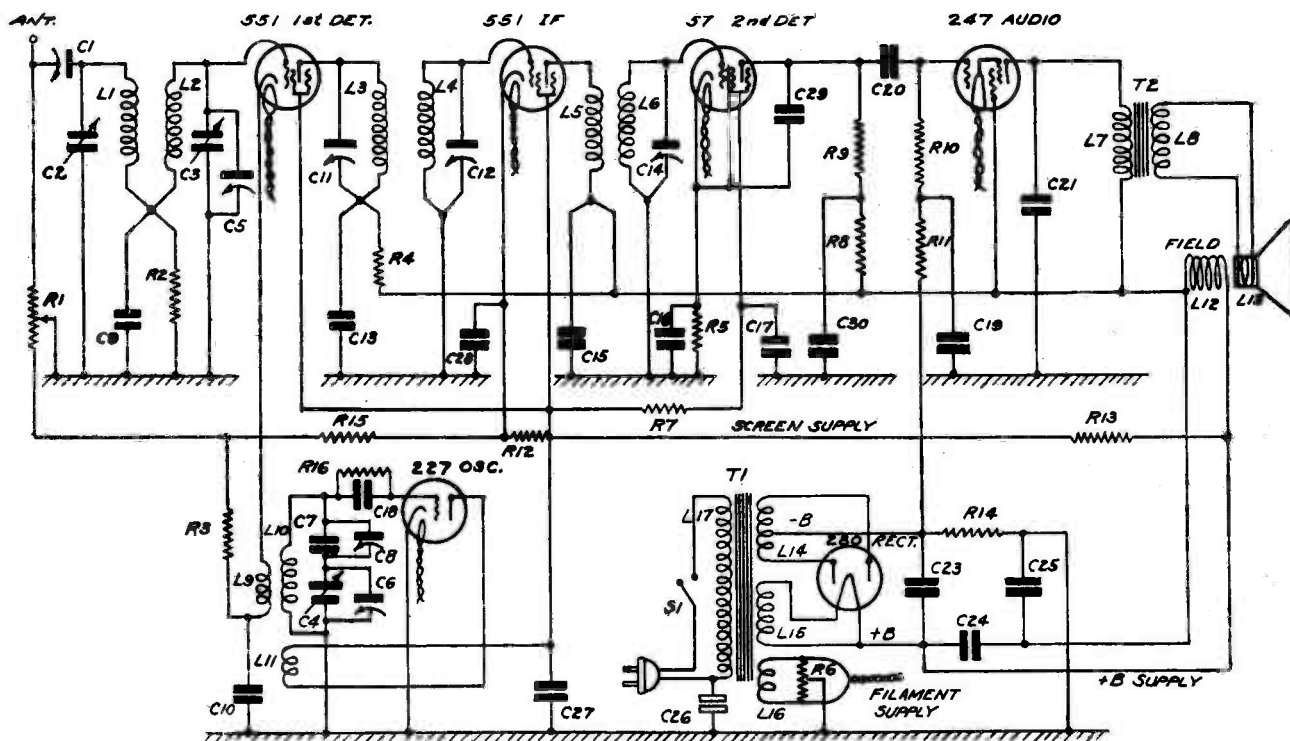 ANT.
551 1st DET.
551 IF
57 2nd DET
247 AUDIO
C1
L1
L2
L3
L4
L5
L6
C29
C20
T2
L7
L8
C2
C3
C5
C11
C12
C14
R9
R10
C21
R1
C9
R2
R4
R8
R11
FIELD
L12
L13
C13
C28
C15
C16
R5
C17
C30
C19
R15
R12
R7
SCREEN SUPPLY
R13
R16
227 OSC.
T1
R3
L10
C7
C18
C8
L17
-B
L14
280 RECT.
R14
L9
C6
C4
S1
C23
C25
L15
+B
C24
L11
R6
+B SUPPLY
C10
C27
C26
L16
FILAMENT
SUPPLY